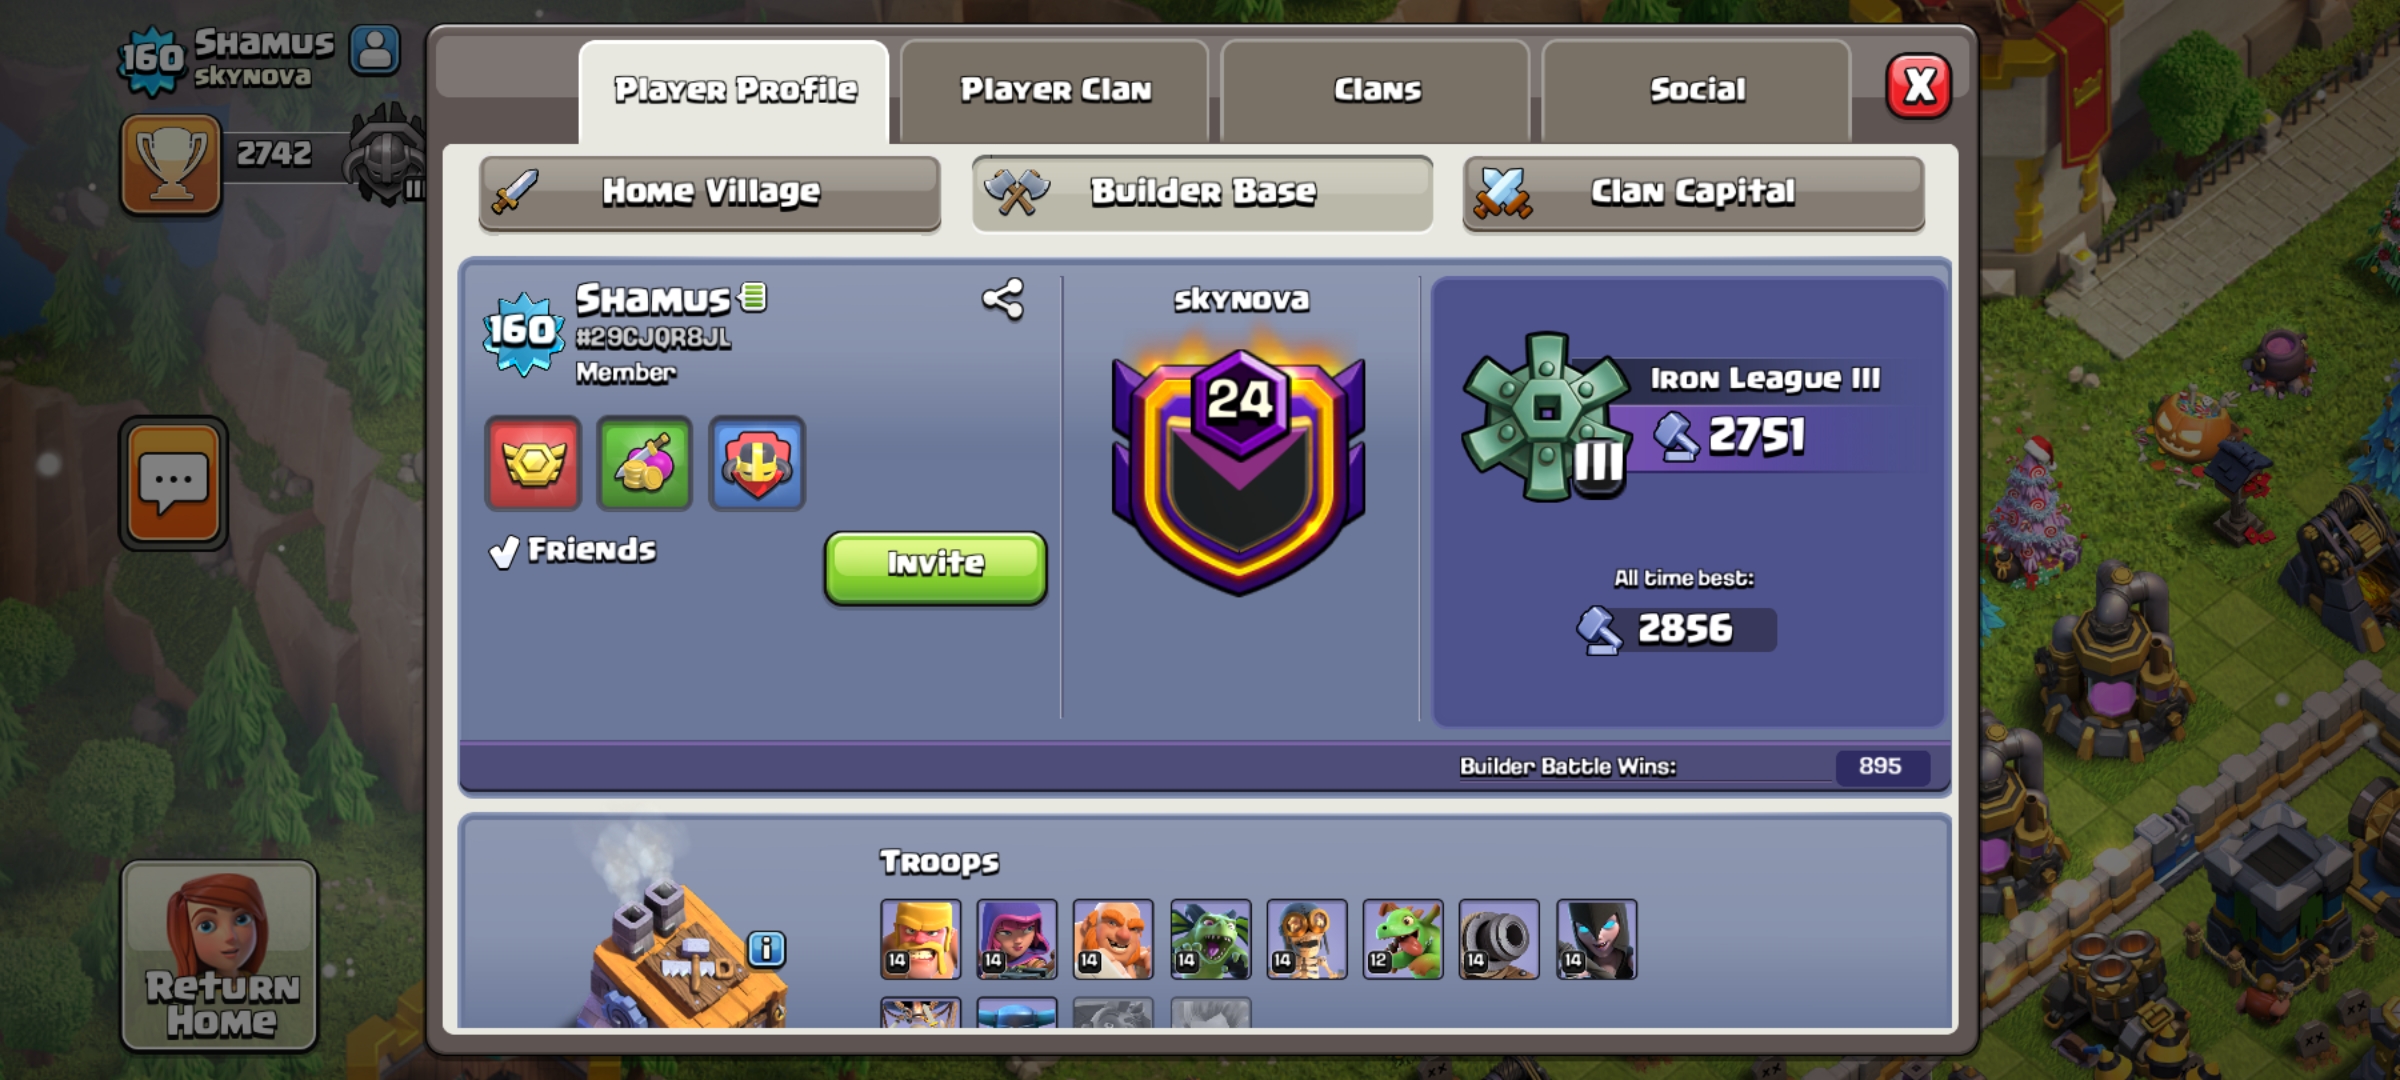 160 Shamus
skynova
2742
III
Player Profile
Player Clan
Clans
Social
X
Home Village
Builder Base
Clan Capital
160
Shamus
#29CJQR8JL
Member
Friends
Invite
skynova
24
Iron League III
2751
III
All time best:
2856
Builder Battle Wins:
895
Troops
i
14
14
14
14
14
12
14
14
Return
Home